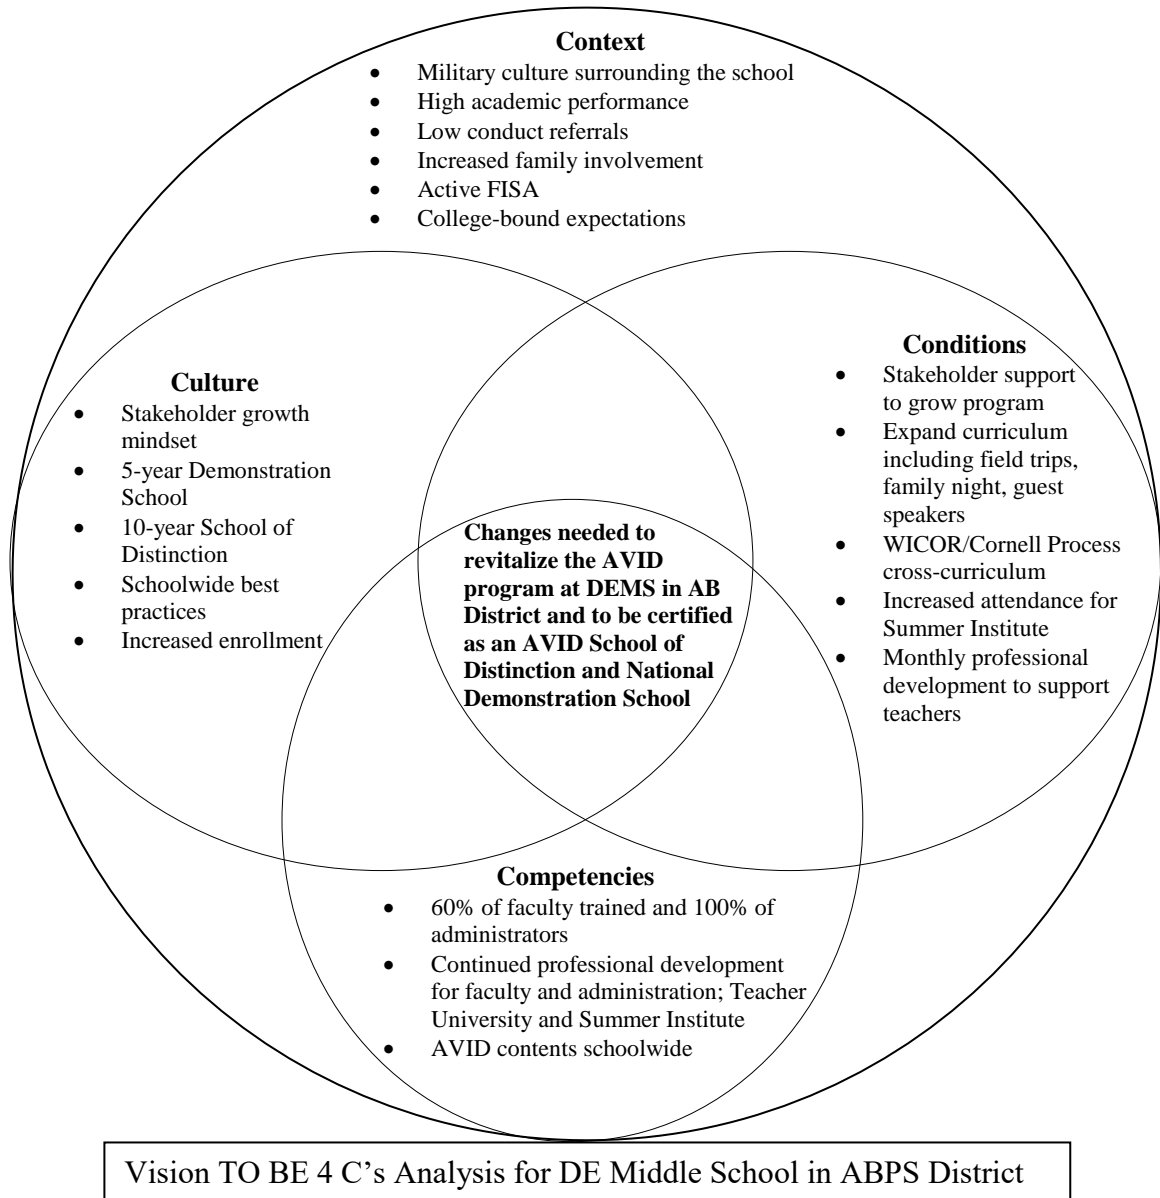 Context
• Military culture surrounding the school
• High academic performance
• Low conduct referrals
• Increased family involvement
• Active FISA
• College-bound expectations
Culture
• Stakeholder growth
mindset
• 5-year Demonstration
School
• 10-year School of
Distinction
• Schoolwide best
practices
• Increased enrollment
Conditions
• Stakeholder support
to grow program
• Expand curriculum
including field trips,
family night, guest
speakers
• WICOR/Cornell Process
cross-curriculum
• Increased attendance for
Summer Institute
• Monthly professional
development to support
teachers
Changes needed to
revitalize the AVID
program at DEMS in AB
District and to be certified
as an AVID School of
Distinction and National
Demonstration School
Competencies
• 60% of faculty trained and 100% of
administrators
• Continued professional development
for faculty and administration; Teacher
University and Summer Institute
• AVID contents schoolwide
Vision TO BE 4 C’s Analysis for DE Middle School in ABPS District